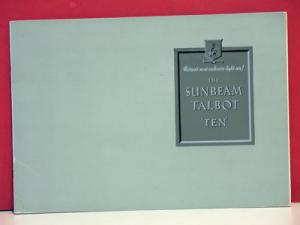 Britain's most exclusive light car!
THE
SUNBEAM
TALBOT
'TEN'